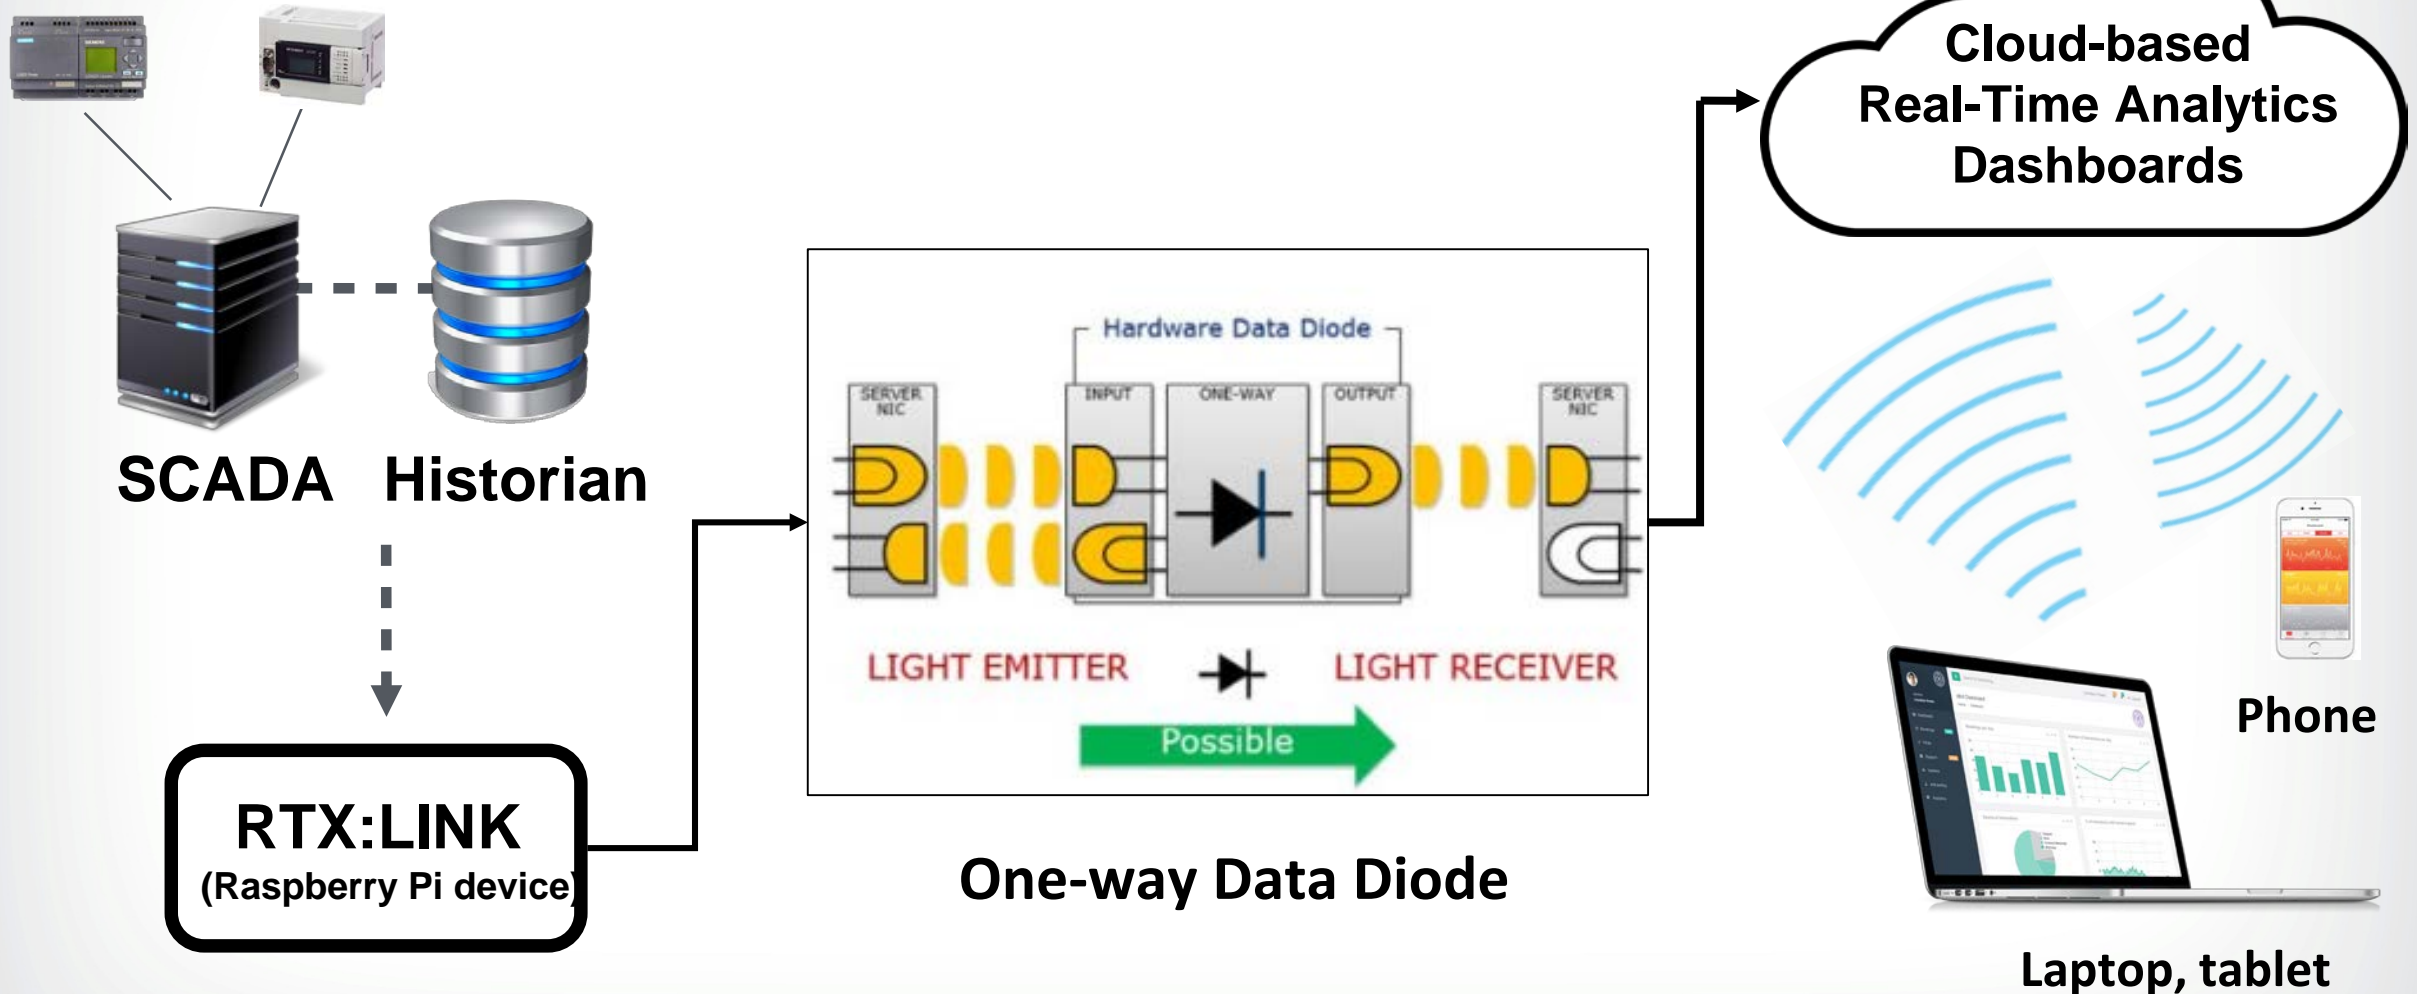 SIEMENS
Cloud-based
Real-Time Analytics
Dashboards
Hardware Data Diode
SERVER
NIC
INPUT
ONE-WAY
OUTPUT
SERVER
NIC
SCADA
Historian
LIGHT EMITTER
LIGHT RECEIVER
Possible
Phone
RTX:LINK
(Raspberry Pi device)
One-way Data Diode
Laptop, tablet